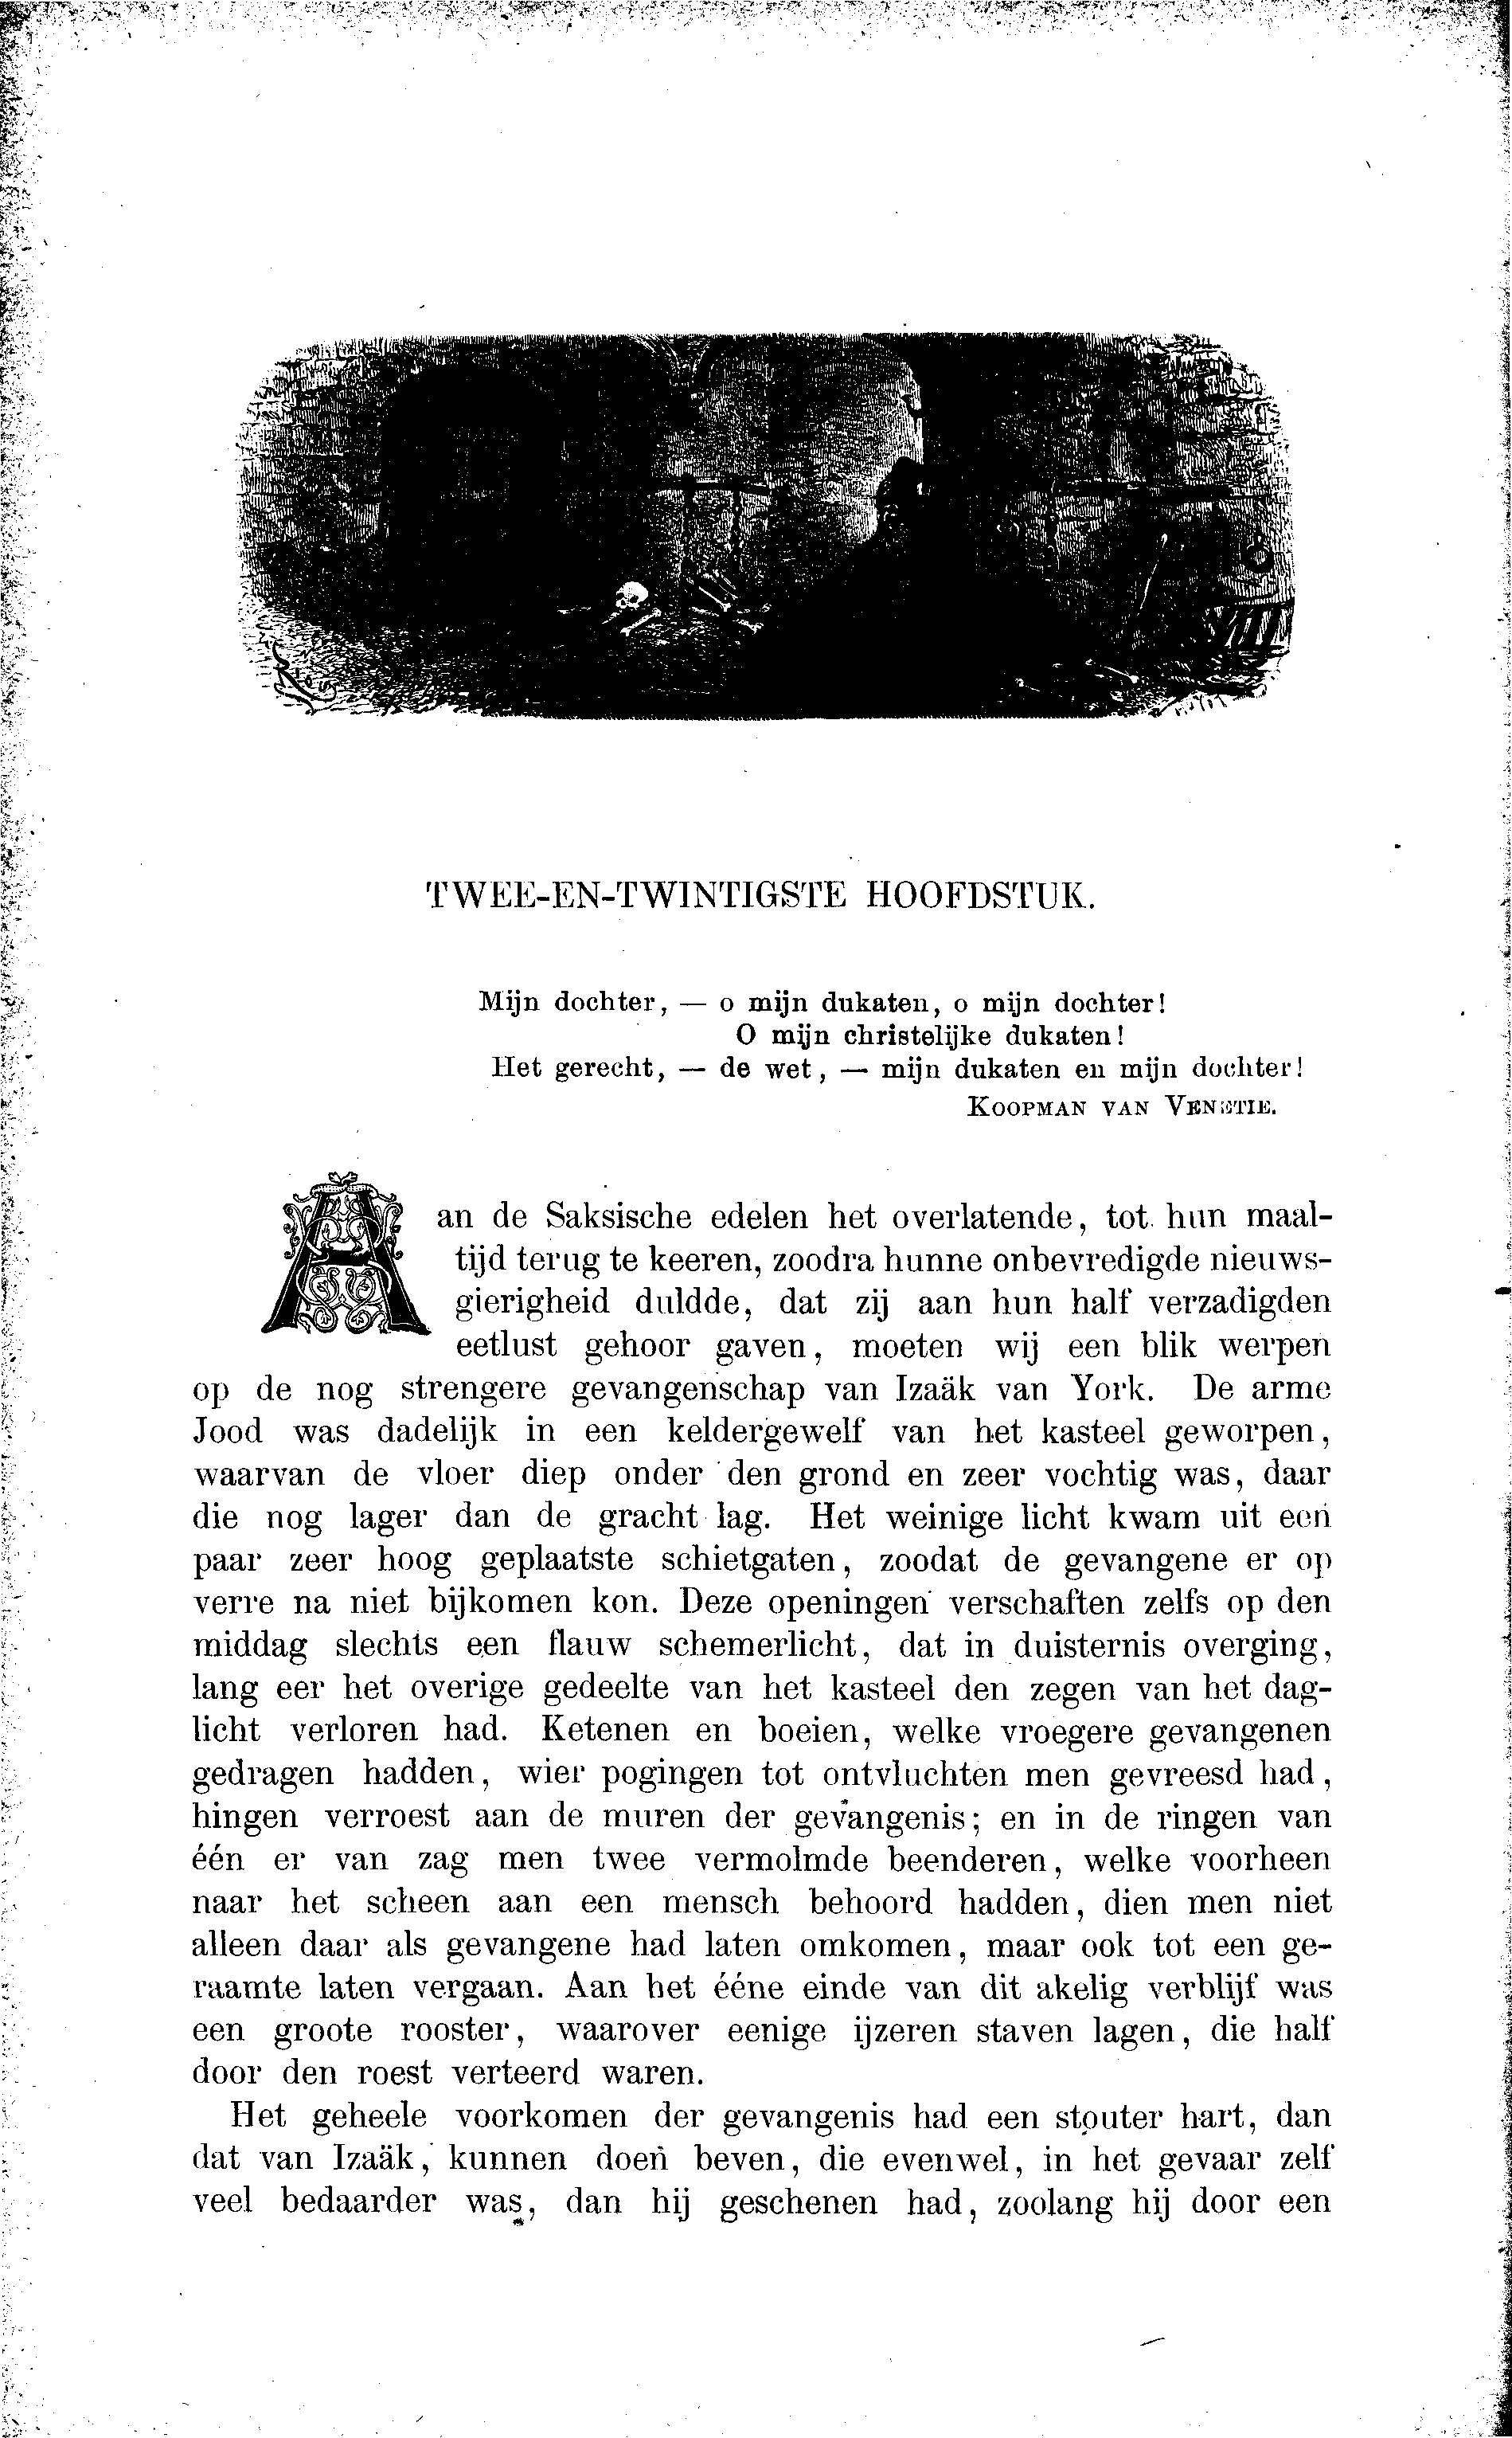 TWEE-EN-TWINTIGSTE HOOFDSTUK.
Mijn dochter, — o mijn dukaten, o mijn dochter!
O mijn christelijke dukaten!
Het gerecht, — de wet, — mijn dukaten en mijn dochter!
KOOPMAN VAN VENETIE.
Aan de Saksische edelen het overlatende, tot hun maal-
tijd terug te keeren, zoodra hunne onbevredigde nieuws-
gierigheid duldde, dat zij aan hun half verzadigden
eetlust gehoor gaven, moeten wij een blik werpen
op de nog strengere gevangenschap van Izaäk van York. De arme
Jood was dadelijk in een keldergewelf van het kasteel geworpen,
waarvan de vloer diep onder den grond en zeer vochtig was, daar
die nog lager dan de gracht lag. Het weinige licht kwam uit een
paar zeer hoog geplaatste schietgaten, zoodat de gevangene er op
verre na niet bijkomen kon. Deze openingen verschaften zelfs op den
middag slechts een flauw schemerlicht, dat in duisternis overging,
lang eer het overige gedeelte van het kasteel den zegen van het dag-
licht verloren had. Ketenen en boeien, welke vroegere gevangenen
gedragen hadden, wier pogingen tot ontvluchten men gevreesd had,
hingen verroest aan de muren der gevangenis; en in de ringen van
één er van zag men twee vermolmde beenderen, welke voorheen
naar het scheen aan een mensch behoord hadden, dien men niet
alleen daar als gevangene had laten omkomen, maar ook tot een ge-
raamte laten vergaan. Aan het ééne einde van dit akelig verblijf was
een groote rooster, waarover eenige ijzeren staven lagen, die half
door den roest verteerd waren.
Het geheele voorkomen der gevangenis had een stouter hart, dan
dat van Izaäk, kunnen doen beven, die evenwel, in het gevaar zelf
veel bedaarder was, dan hij geschenen had, zoolang hij door een